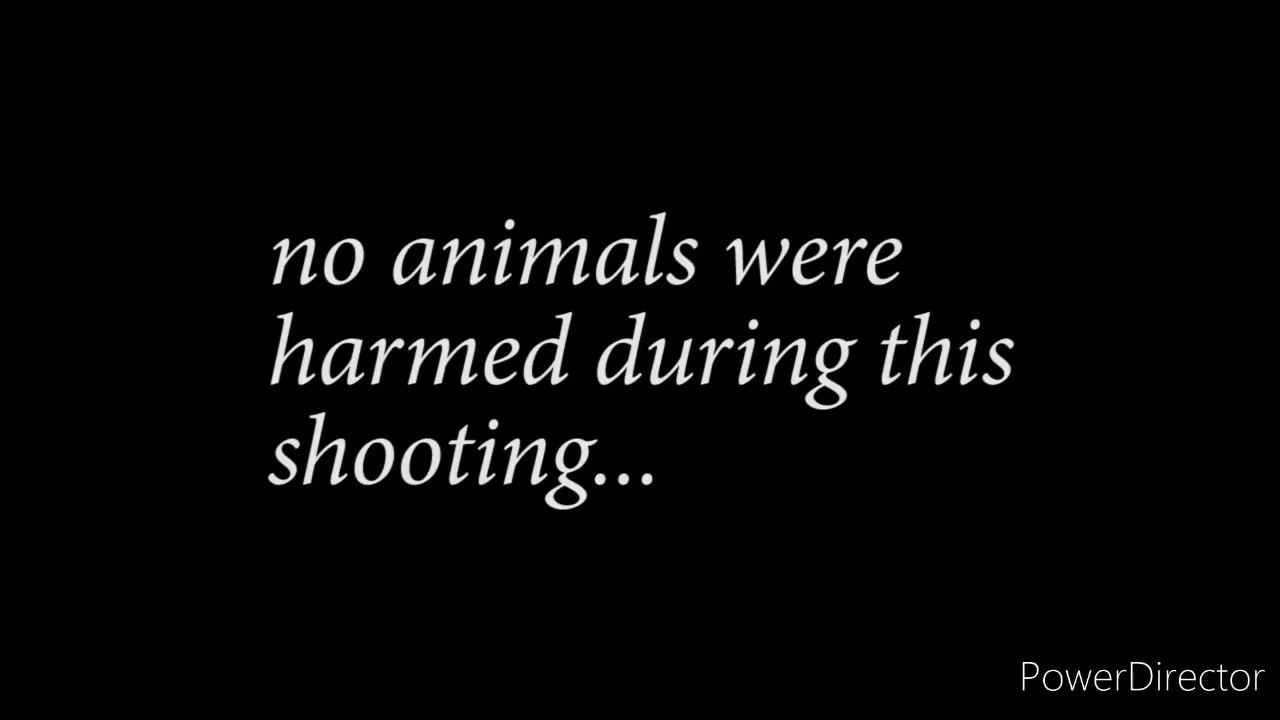 no animals were
harmed during this
shooting...
PowerDirector